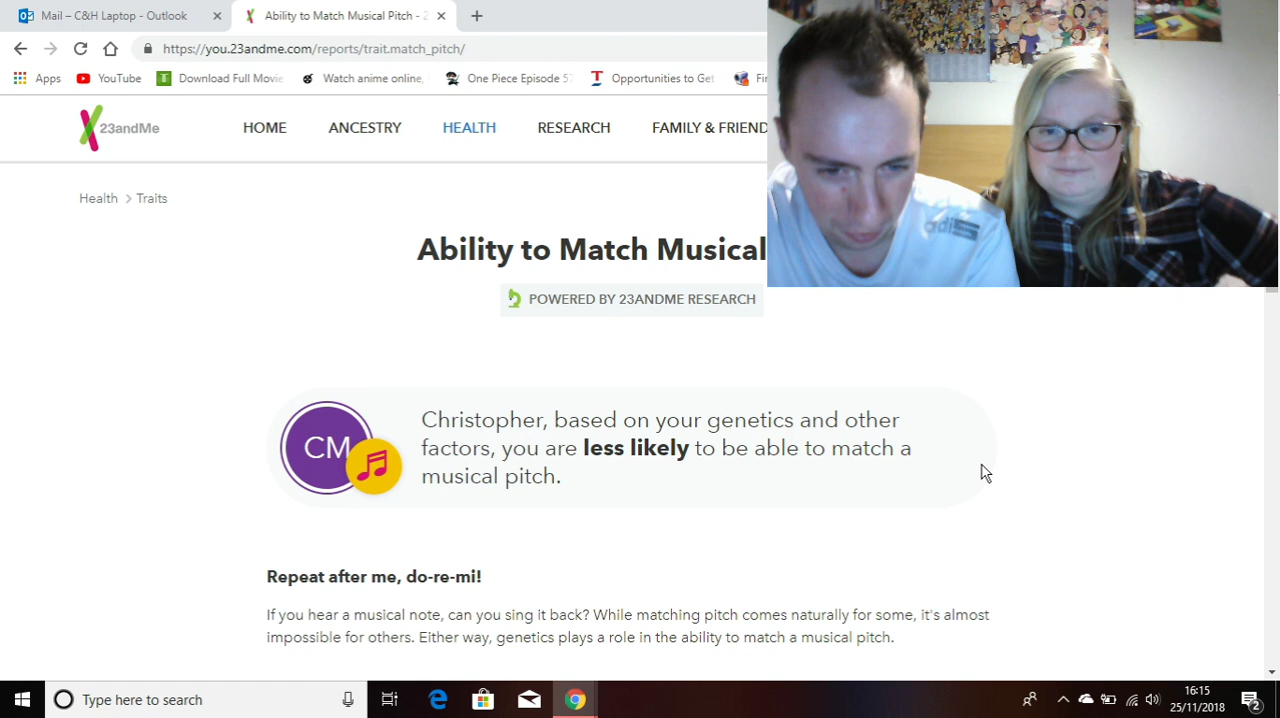 Mail – C&H Laptop - Outlook
Ability to Match Musical Pitch - 2
https://you.23andme.com/reports/trait.match_pitch/
Apps
YouTube
Download Full Movie
Watch anime online,
One Piece Episode 57
Opportunities to Get
Fir
23andMe
HOME
ANCESTRY
HEALTH
RESEARCH
FAMILY & FRIEND
Health > Traits
Ability to Match Musical
POWERED BY 23ANDME RESEARCH
adi
CM
Christopher, based on your genetics and other
factors, you are less likely to be able to match a
musical pitch.
Repeat after me, do-re-mi!
If you hear a musical note, can you sing it back? While matching pitch comes naturally for some, it's almost
impossible for others. Either way, genetics plays a role in the ability to match a musical pitch.
Type here to search
16:15
25/11/2018
2